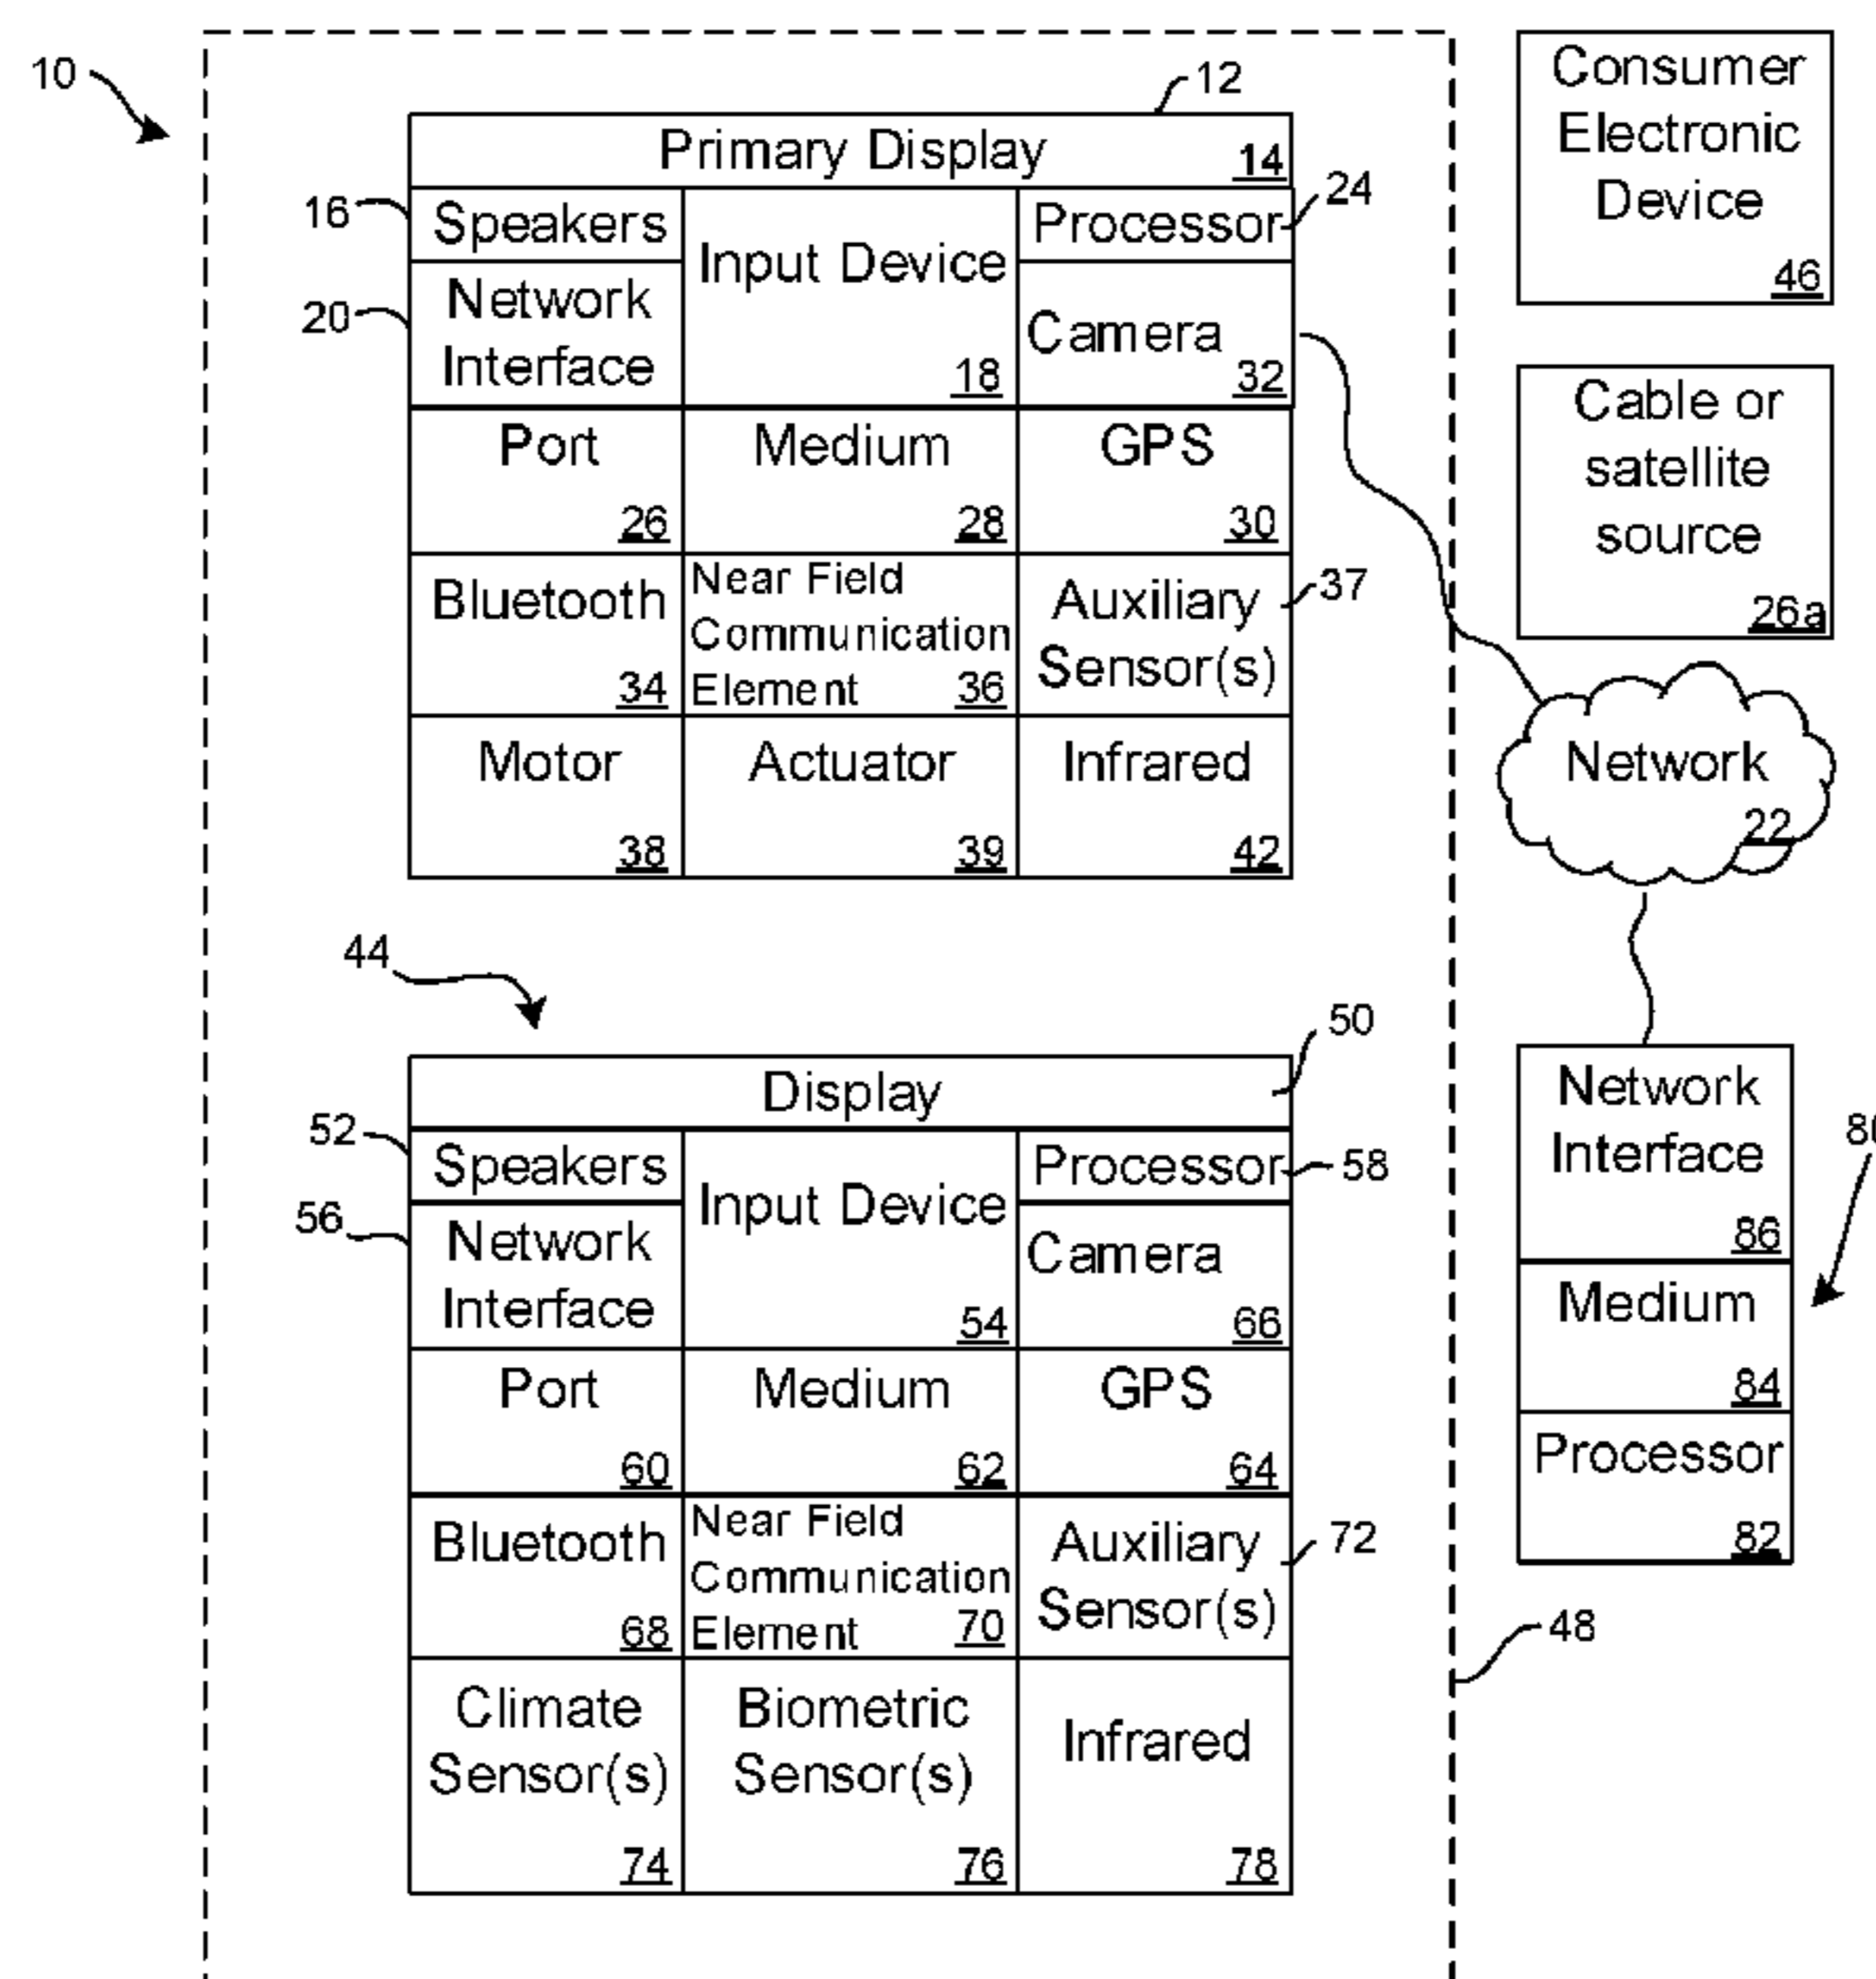 10
12
Primary Display
14
16
Speakers
Input Device
18
Processor
24
20
Network
Interface
Camera
32
Port
26
Medium
28
GPS
30
Bluetooth
34
Near Field
Communication
Element
36
Auxiliary
Sensor(s)
37
Motor
38
Actuator
39
Infrared
42
Consumer
Electronic
Device
46
Cable or
satellite
source
26a
Network
22
44
50
Display
52
Speakers
Input Device
54
Processor
58
56
Network
Interface
Camera
66
Port
60
Medium
62
GPS
64
Bluetooth
68
Near Field
Communication
Element
70
Auxiliary
Sensor(s)
72
Climate
Sensor(s)
74
Biometric
Sensor(s)
76
Infrared
78
Network
Interface
86
Medium
84
Processor
82
48